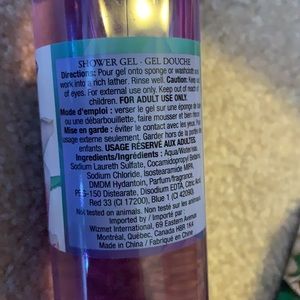 SHOWER GEL - GEL DOUCHE
Directions: Pour gel onto sponge or washcloth and
work into a rich lather. Rinse well. Caution: Keep out
of eyes. For external use only. Keep out of reach of
children. FOR ADULT USE ONLY.
Mode d'emploi : verser le gel sur une éponge de bain
ou une débarbouillette, faire mousser et bien rincer.
Mise en garde : éviter le contact avec les yeux. Pour
usage externe seulement. Garder hors de la portée des
enfants. USAGE RÉSERVÉ AUX ADULTES.
Ingredients/Ingrédients : Aqua/Water/eau,
Sodium Laureth Sulfate, Cocamidopropyl Betaine,
Sodium Chloride, Isostearamide
DMDM Hydantoin, Parfum/fragrance,
PEG-150 Distearate, Disodium EDTA, Citric Acid,
Red 33 (CI 17200), Blue 1 (CI 42090).
Not tested on animals. Non testé sur les animaux.
Imported by / Importé par :
Wizmet International, 69 Eastern Avenue
Montréal, Québec, Canada H8R 1K4
Made in China / Fabriqué en Chine